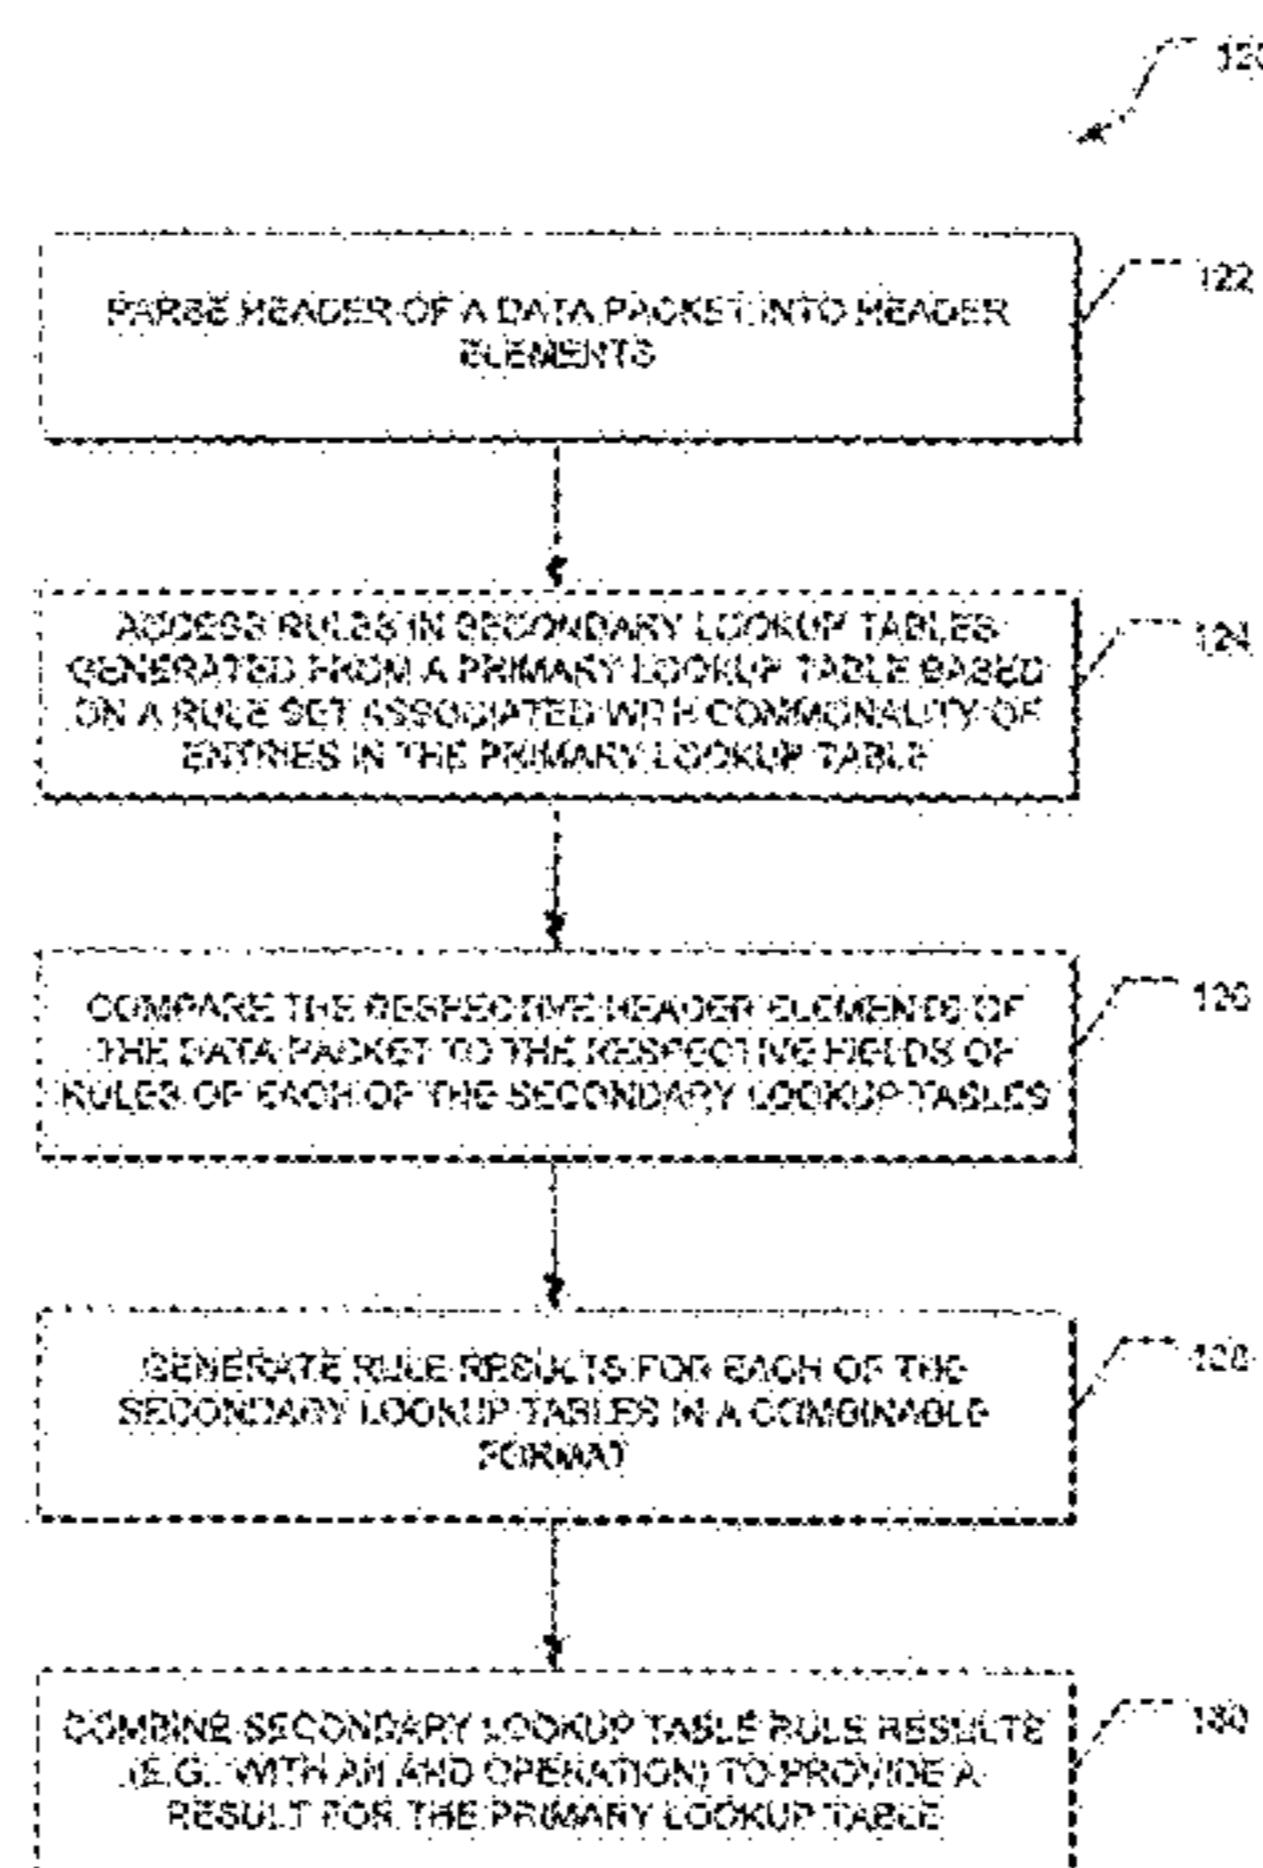 120
122
PARSE HEADER OF A DATA PACKET INTO HEADER
ELEMENTS
124
ACCESS RULES IN SECONDARY LOOKUP TABLES
GENERATED FROM A PRIMARY LOOKUP TABLE BASED
ON A RULE SET ASSOCIATED WITH COMMONALITY OF
ENTRIES IN THE PRIMARY LOOKUP TABLE
126
COMPARE THE RESPECTIVE HEADER ELEMENTS OF
THE DATA PACKET TO THE RESPECTIVE FIELDS OF
RULES OF EACH OF THE SECONDARY LOOKUP TABLES
128
GENERATE RULE RESULTS FOR EACH OF THE
SECONDARY LOOKUP TABLES IN A COMBINABLE
FORMAT
COMBINE SECONDARY LOOKUP TABLE RULE RESULTS
(E.G. WITH AN AND OPERATION) TO PROVIDE A
RESULT FOR THE PRIMARY LOOKUP TABLE